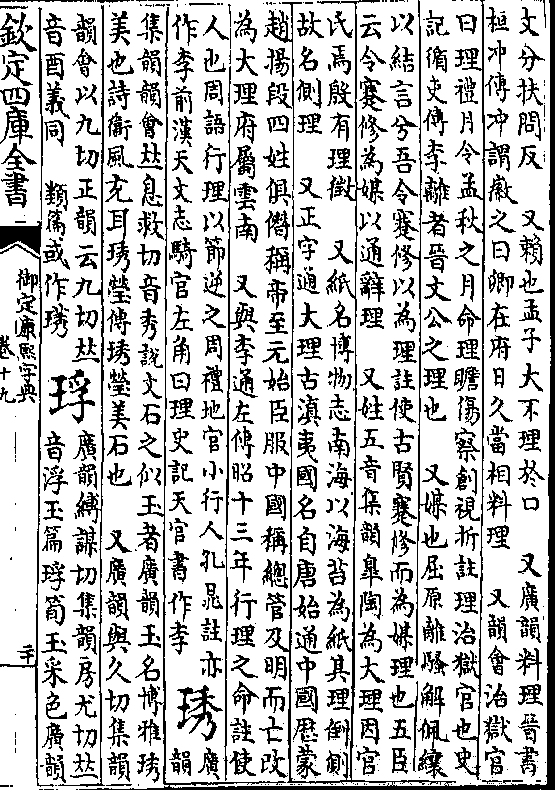 文分扶問反　又賴也孟子大不理於口　又廣韻料理晉書
桓沖傳沖謂徽之曰卿在府日久當相料理　又韻會治獄官
曰理禮月令孟秋之月命理瞻傷察創視折註理治獄官也史
記循吏傳李離者晉文公之理也　又媒也屈原離騷解佩纕
以結言兮吾令蹇修以為理註使古賢蹇修而為媒理也五臣
云令蹇修為媒以通辭理　又姓五音集韻皐陶為大理因官
氏焉殷有理徵　又紙名博物志南海以海苔為紙其理倒側
故名側理　又正字通大理古滇夷國名自唐始通中國歷蒙
趙揚段四姓俱僭稱帝至元始臣服中國稱總管及明而亡改
為大理府屬雲南　又與李通左傳昭十三年行理之命註使
人也周語行理以節逆之周禮地官小行人孔晁註亦
作李前漢天文志騎官左角曰理史記天官書作李
琇
廣韻
集韻韻會𠀤息救切音秀說文石之似玉者廣韻玉名博雅琇
美也詩衛風充耳琇瑩傳琇瑩美石也　又廣韻與久切集韻
韻會以九切正韻云九切𠀤
音酉義同　類篇或作璓
琈
廣韻縛謀切集韻房尤切𠀤
音浮玉篇琈筍玉采色廣韻
欽定四庫全書
御定康熙字典
卷十九
二十